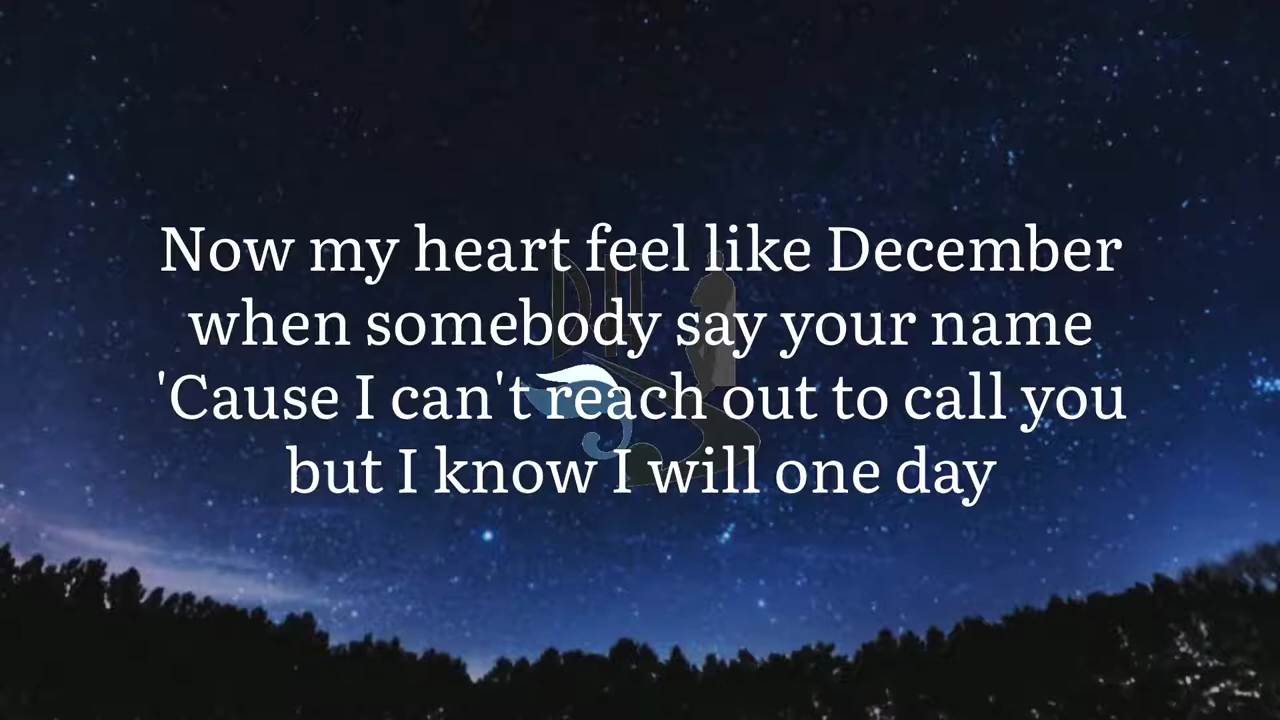 Now my heart feel like December
when somebody say your name
'Cause I can't reach out to call you
but I know I will one day